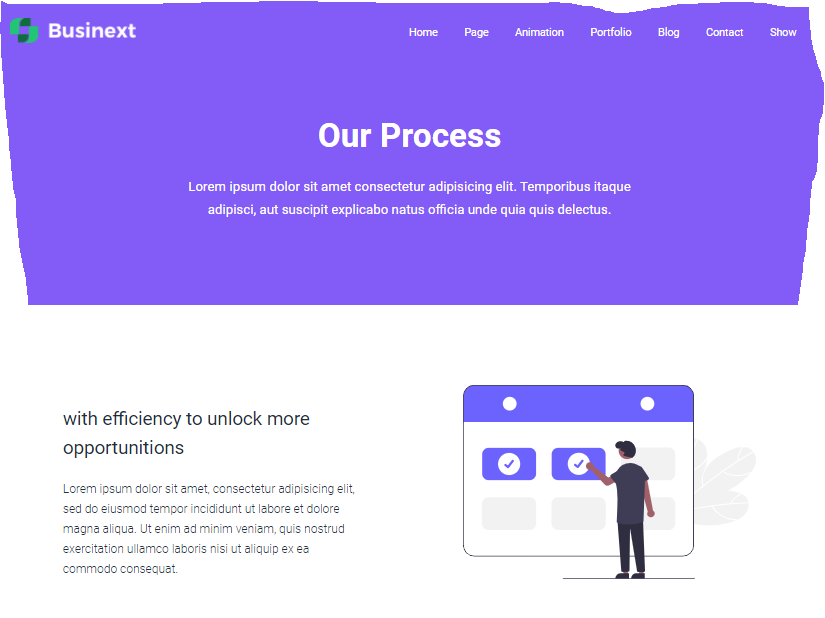 Businext
Home Page Animation Portfolio Blog Contact Show
Our Process
Lorem ipsum dolor sit amet consectetur adipisicing elit. Temporibus itaque
adipisci, aut suscipit explicabo natus officia unde quia quis delectus.
with efficiency to unlock more
opportunitions
Lorem ipsum dolor sit amet, consectetur adipisicing elit,
sed do eiusmod tempor incididunt ut labore et dolore
magna aliqua. Ut enim ad minim veniam, quis nostrud
exercitation ullamco laboris nisi ut aliquip ex ea
commodo consequat.